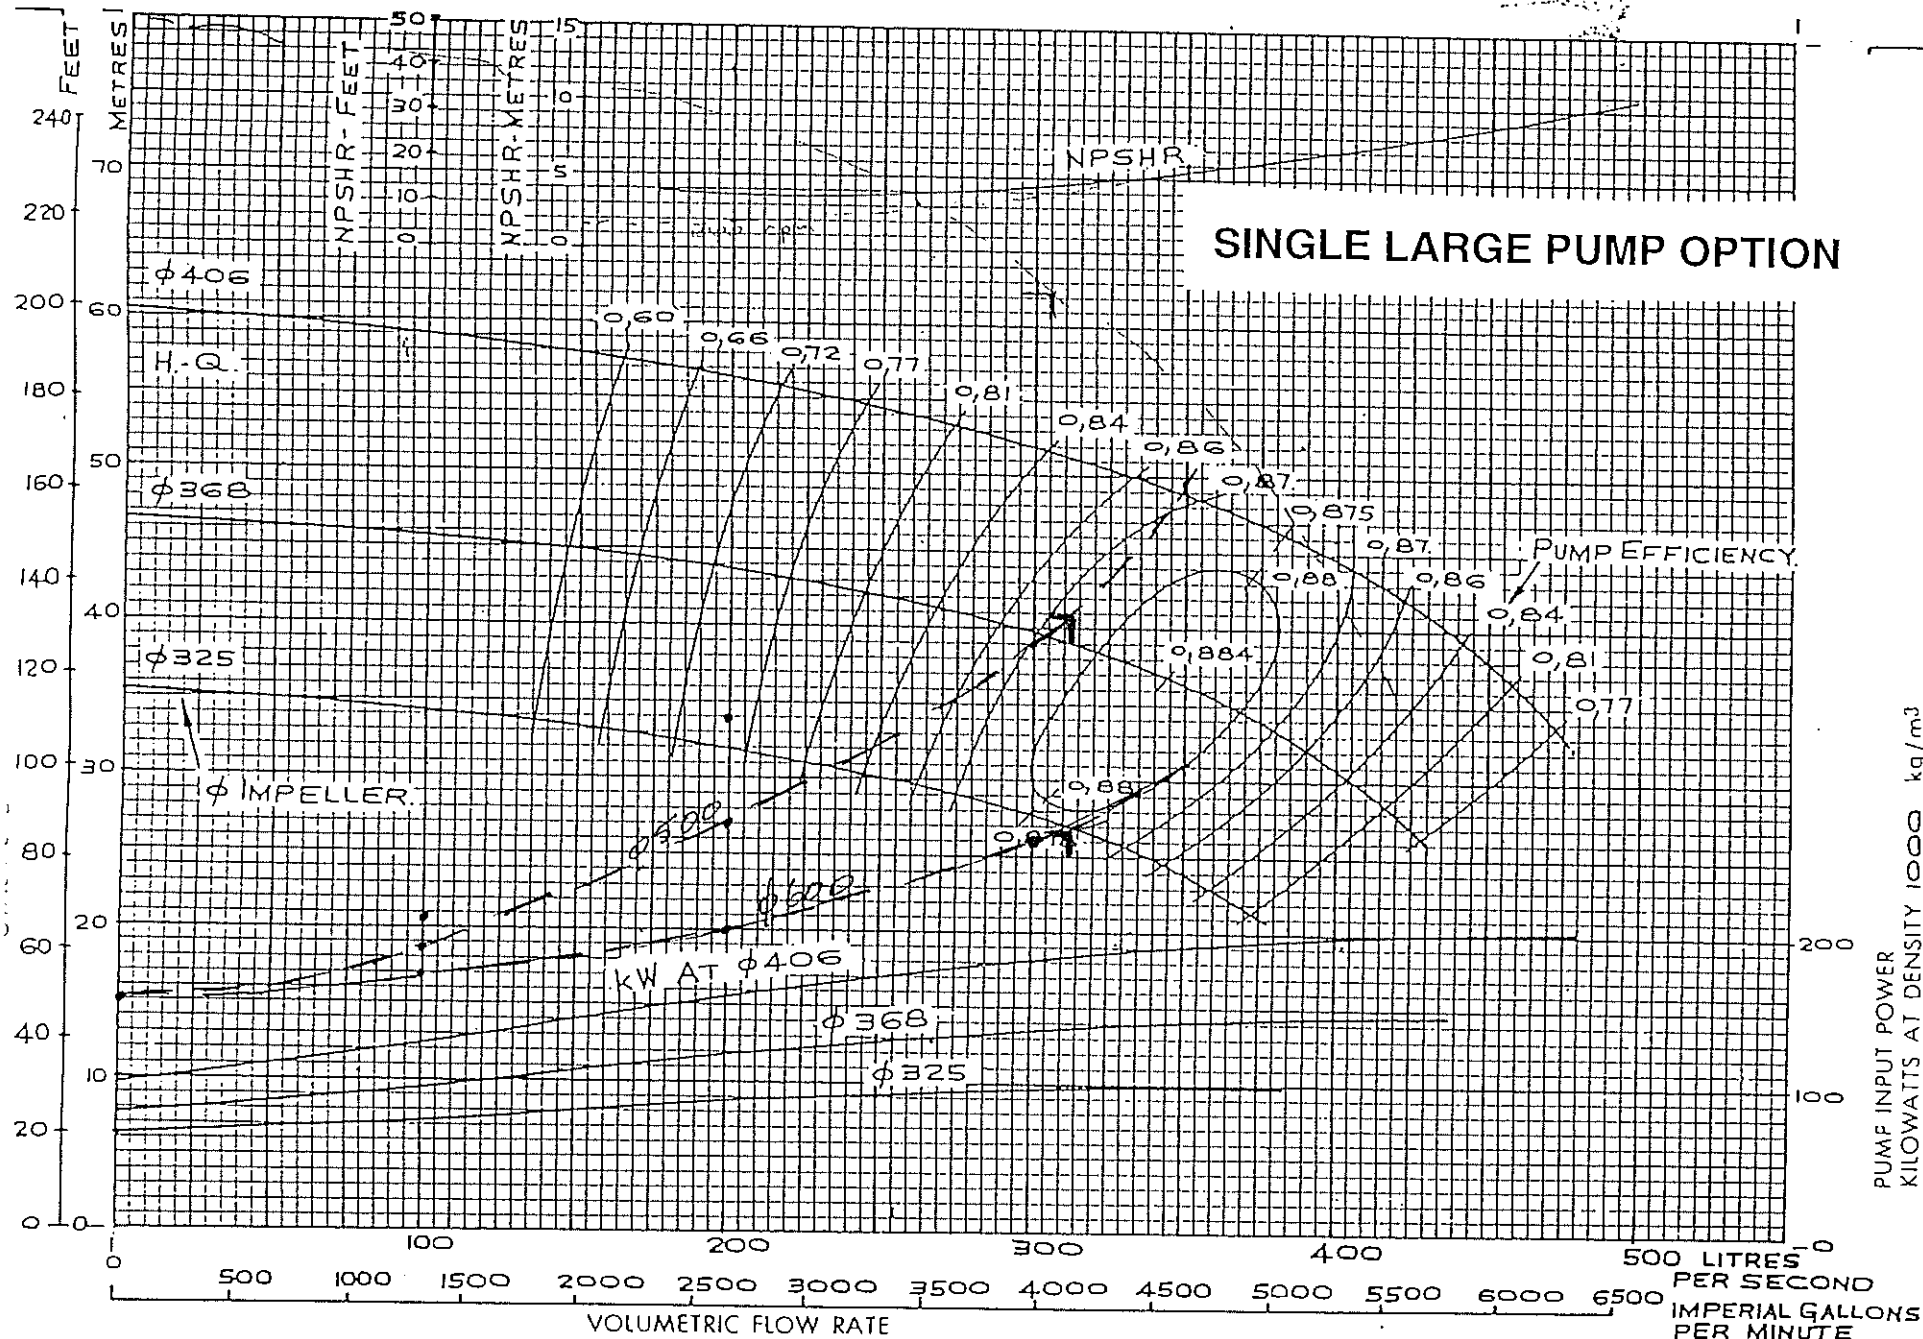 FEET
METRES
NPSHR-FEET
50
40
30
20
10
0
NPSHR-METRES
15
0
5
0
NPSHR
SINGLE LARGE PUMP OPTION
240
220
200
180
160
140
120
100
80
60
40
20
0
70
60
50
40
30
20
10
0
φ406
H-Q.
φ368
φ325
φ IMPELLER.
0,60
0,66
0,72
0,77
0,81
0,84
0,86
0,87.
0,875
0,87.
0,88
0,86
PUMP EFFICIENCY.
0,84.
0,81
0,884
0,77
0,88
φ500
φ600
KW AT φ406
φ368
φ325
200
100
0
PUMP INPUT POWER
KILOWATTS AT DENSITY 1000 kg/m³
0
100
200
300
400
500 LITRES
PER SECOND
500
1000
1500
2000
2500
3000
3500
4000
4500
5000
5500
6000
6500 IMPERIAL GALLONS
PER MINUTE
VOLUMETRIC FLOW RATE